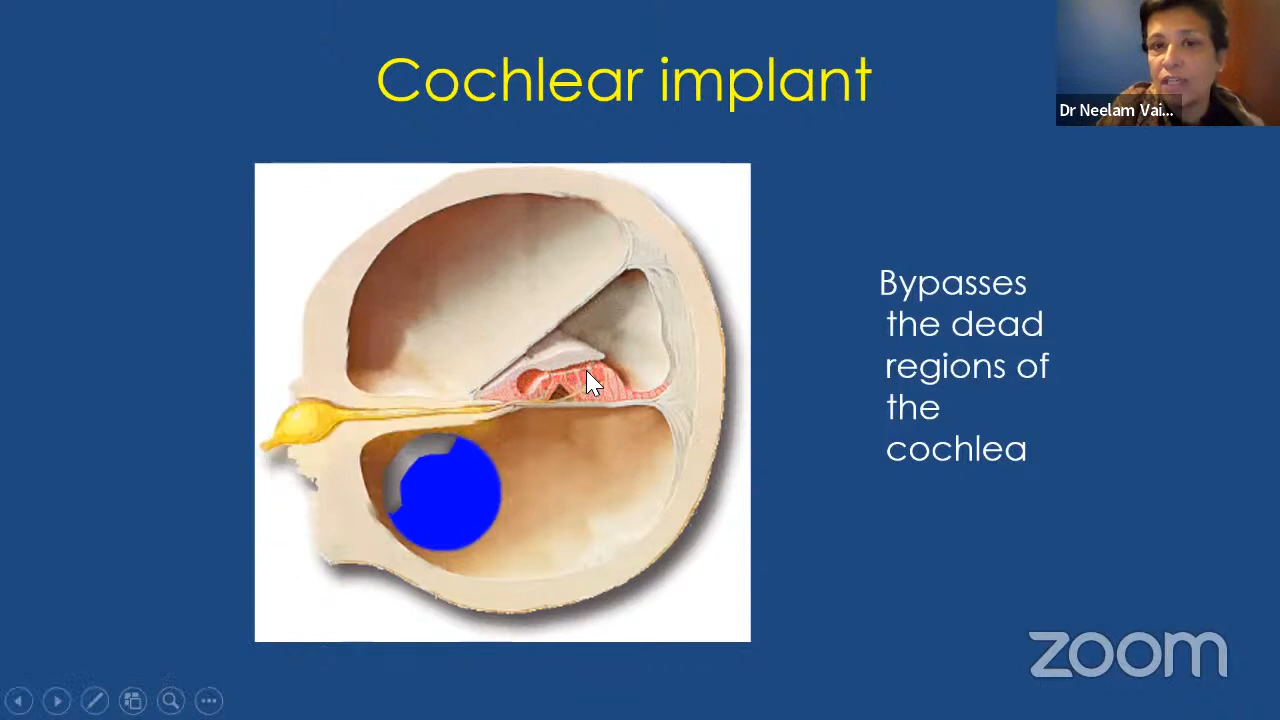 Cochlear implant
Dr Neelam Vai...
Bypasses
the dead
regions of
the
cochlea
zoom